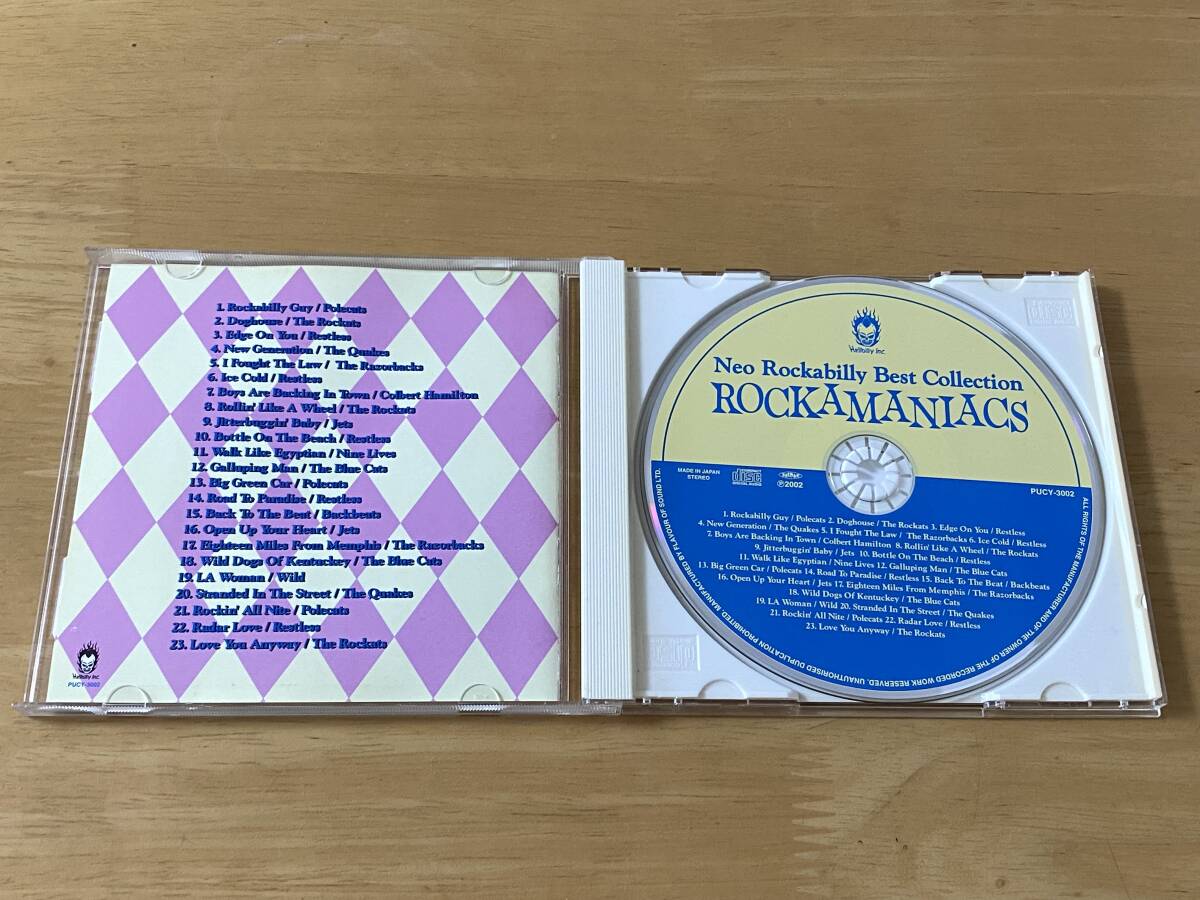 1. Rockabilly Guy / Polecats
2. Doghouse / The Rockats
3. Edge On You / Restless
4. New Generation / The Quakes
5. I Fought The Law / The Razorbacks
6. Ice Cold / Restless
7. Boys Are Backing In Town / Colbert Hamilton
8. Rollin' Like A Wheel / The Rockats
9. Jitterbuggin' Baby / Jets
10. Bottle On The Beach / Restless
11. Walk Like Egyptian / Nine Lives
12. Galluping Man / The Blue Cats
13. Big Green Car / Polecats
14. Road To Paradise / Restless
15. Back To The Beat / Backbeats
16. Open Up Your Heart / Jets
17. Eighteen Miles From Memphis / The Razorbacks
18. Wild Dogs Of Kentucky / The Blue Cats
19. LA Woman / Wild
20. Stranded In The Street / The Quakes
21. Rockin' All Nite / Polecats
22. Radar Love / Restless
23. Love You Anyway / The Rockats
Hellbilly Inc
PUCY-3002
Hellbilly Inc
Neo Rockabilly Best Collection
ROCKAMANIACS
MADE IN JAPAN
STEREO
COMPACT
disc
DIGITAL AUDIO
℗2002
PUCY-3002
1. Rockabilly Guy / Polecats 2. Doghouse / The Rockats 3. Edge On You / Restless
4. New Generation / The Quakes 5. I Fought The Law / The Razorbacks 6. Ice Cold / Restless
7. Boys Are Backing In Town / Colbert Hamilton 8. Rollin' Like A Wheel / The Rockats
9. Jitterbuggin' Baby / Jets 10. Bottle On The Beach / Restless
11. Walk Like Egyptian / Nine Lives 12. Galluping Man / The Blue Cats
13. Big Green Car / Polecats 14. Road To Paradise / Restless 15. Back To The Beat / Backbeats
16. Open Up Your Heart / Jets 17. Eighteen Miles From Memphis / The Razorbacks
18. Wild Dogs Of Kentucky / The Blue Cats
19. LA Woman / Wild 20. Stranded In The Street / The Quakes
21. Rockin' All Nite / Polecats 22. Radar Love / Restless
23. Love You Anyway / The Rockats
ALL RIGHTS OF THE MANUFACTURER AND OF THE OWNER OF THE RECORDED WORK RESERVED. UNAUTHORISED DUPLICATION PROHIBITED. MANUFACTURED BY FLAVOUR OF SOUND LTD.